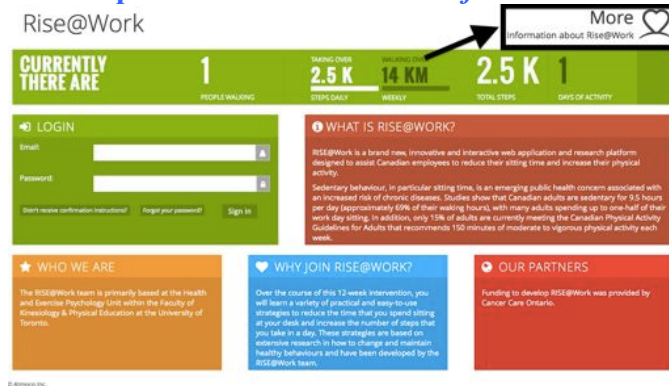 Rise@Work
More
Information about Rise@Work
CURRENTLY
THERE ARE
1
PEOPLE WALKING
TAKING OVER
2.5 K
STEPS DAILY
WALKING OVER
14 KM
WEEKLY
2.5 K
TOTAL STEPS
1
DAYS OF ACTIVITY
LOGIN
Email:
Password:
Didn't receive confirmation instructions?
Forgot your password?
Sign in
WHAT IS RISE@WORK?
RISE@Work is a brand new, innovative and interactive web application and research platform
designed to assist Canadian employees to reduce their sitting time and increase their physical
activity.
Sedentary behaviour, in particular sitting time, is an emerging public health concern associated with
an increased risk of chronic diseases. Studies show that Canadian adults are sedentary for 9.5 hours
per day (approximately 69% of their waking hours), with many adults spending up to one-half of their
work day sitting. In addition, only 15% of adults are currently meeting the Canadian Physical Activity
Guidelines for Adults that recommends 150 minutes of moderate to vigorous physical activity each
week.
WHO WE ARE
The RISE@Work team is primarily based at the Health
and Exercise Psychology Unit within the Faculty of
Kinesiology & Physical Education at the University of
Toronto.
WHY JOIN RISE@WORK?
Over the course of this 12-week intervention, you
will learn a variety of practical and easy-to-use
strategies to reduce the time that you spend sitting
at your desk and increase the number of steps that
you take in a day. These strategies are based on
extensive research in how to change and maintain
healthy behaviours and have been developed by the
RISE@Work team.
OUR PARTNERS
Funding to develop RISE@Work was provided by
Cancer Care Ontario.